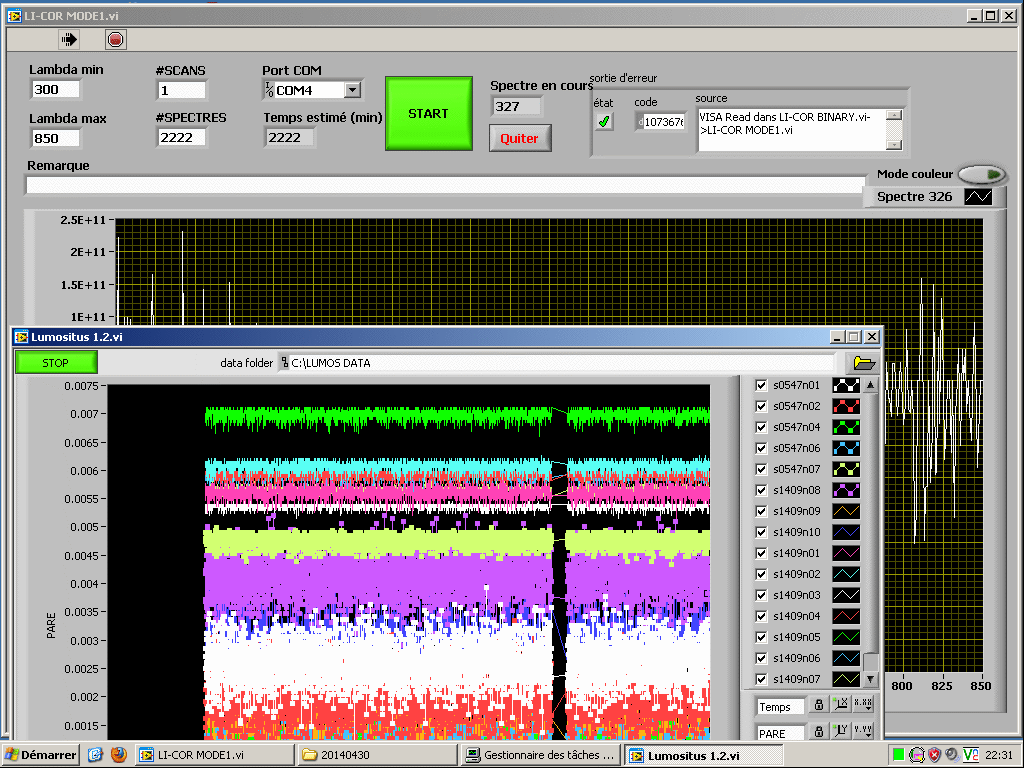 LI-COR MODE1.vi
Lambda min
#SCANS
Port COM
Spectre en cours
sortie d'erreur
300
1
COM4
START
327
état
code
source
Lambda max
#SPECTRES
Temps estimé (min)
VISA Read dans LI-COR BINARY.vi-
>LI-COR MODE1.vi
850
2222
2222
Quiter
Remarque
Mode couleur
Spectre 326
2.5E+11
2E+11
1.5E+11
1E+11
Lumositus 1.2.vi
STOP
data folder
C:\LUMOS DATA
0.0075
0.007
0.0065
0.006
0.0055
0.005
0.0045
0.004
0.0035
0.003
0.0025
0.002
0.0015
PARE
s0547n01
s0547n02
s0547n04
s0547n06
s0547n07
s1409n08
s1409n09
s1409n10
s1409n01
s1409n02
s1409n03
s1409n04
s1409n05
s1409n06
s1409n07
800 825 850
Temps
PARE
Démarrer
LI-COR MODE1.vi
20140430
Gestionnaire des tâches ...
Lumositus 1.2.vi
22:31